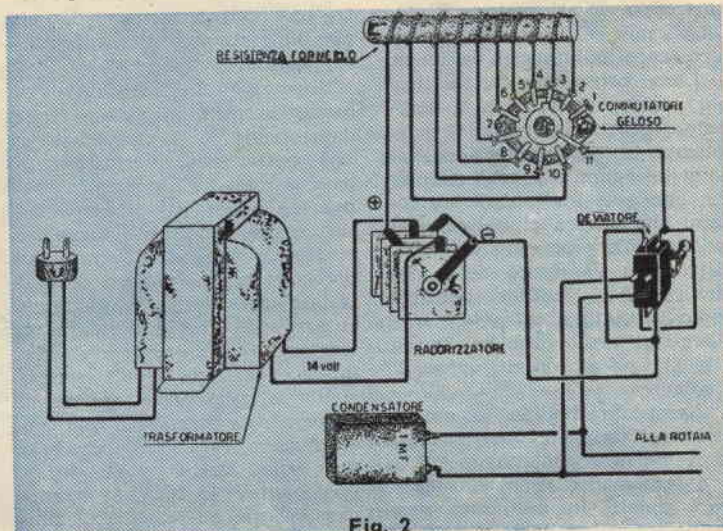 RESISTENZA FORNELLO
6 5 4 3 2 1
COMMUTATORE
GELOSO
7
8 9 10 11
⊕
⊖
DEVIATORE
14 volt
RADDRIZZATORE
TRASFORMATORE
CONDENSATORE
1 MF
ALLA ROTAIA
Fig. 2